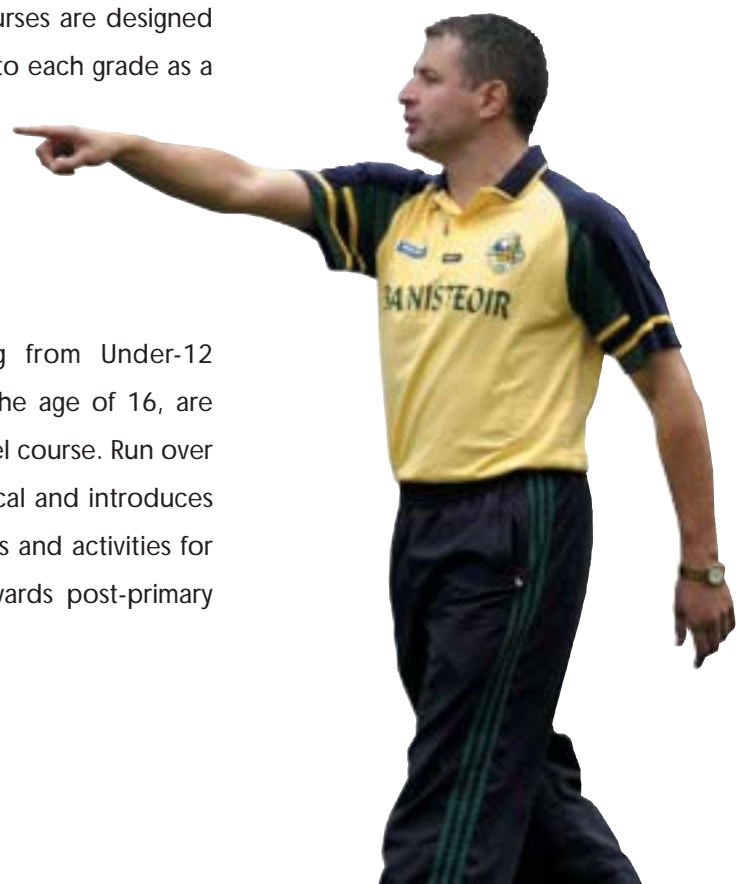 urses are designed
to each grade as a
g from Under-12
he age of 16, are
el course. Run over
cal and introduces
s and activities for
wards post-primary
BANISTEOIR